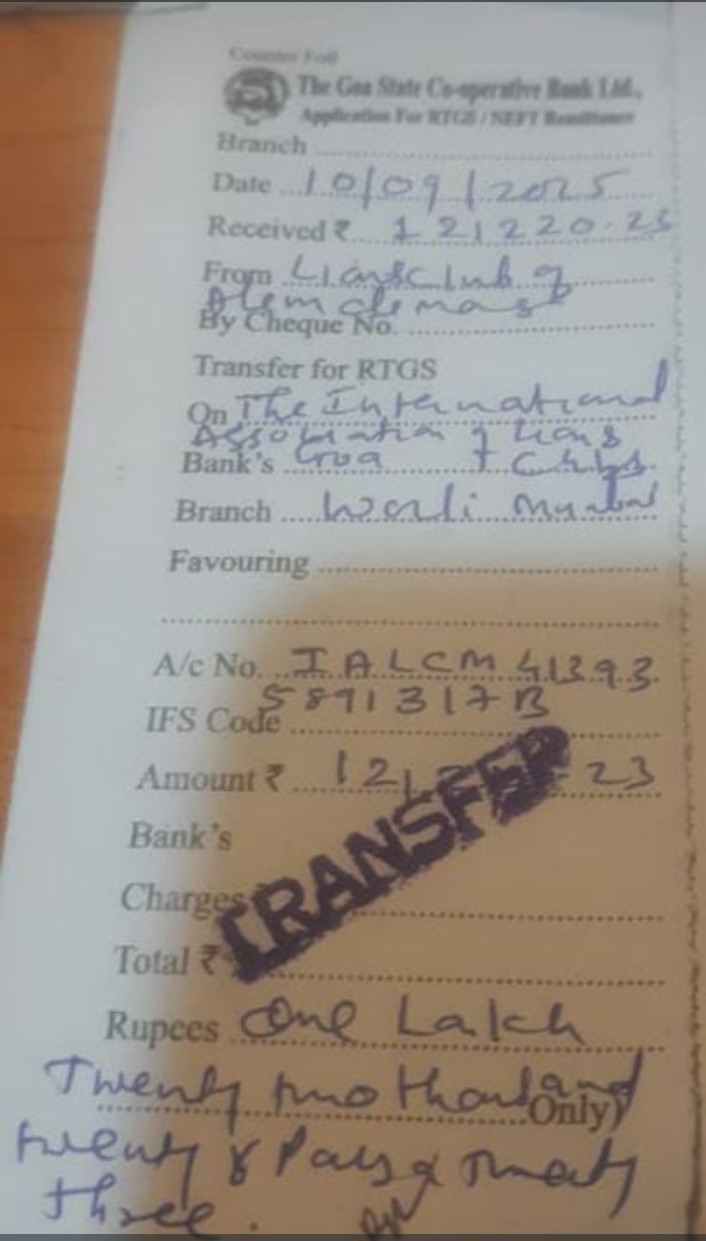 Counter Foil
The Goa State Co-operative Bank Ltd.,
Application For RTGS / NEFT Remittance
Branch
Date 10/09/2025
Received ₹ 121220.23
From Lions Club of
By Cheque No.
Transfer for RTGS
On The International
Association of Lions
Bank's Goa Clubs
Branch Worli Mumbai
Favouring
A/c No. IALCM 41393
5891317B
IFS Code
Amount ₹ 121 23
TRANSFER
Bank's
Charges
Total ₹
Rupees One Lakh
Twenty two thousand
Only)
twenty & Paysa Twenty
three.